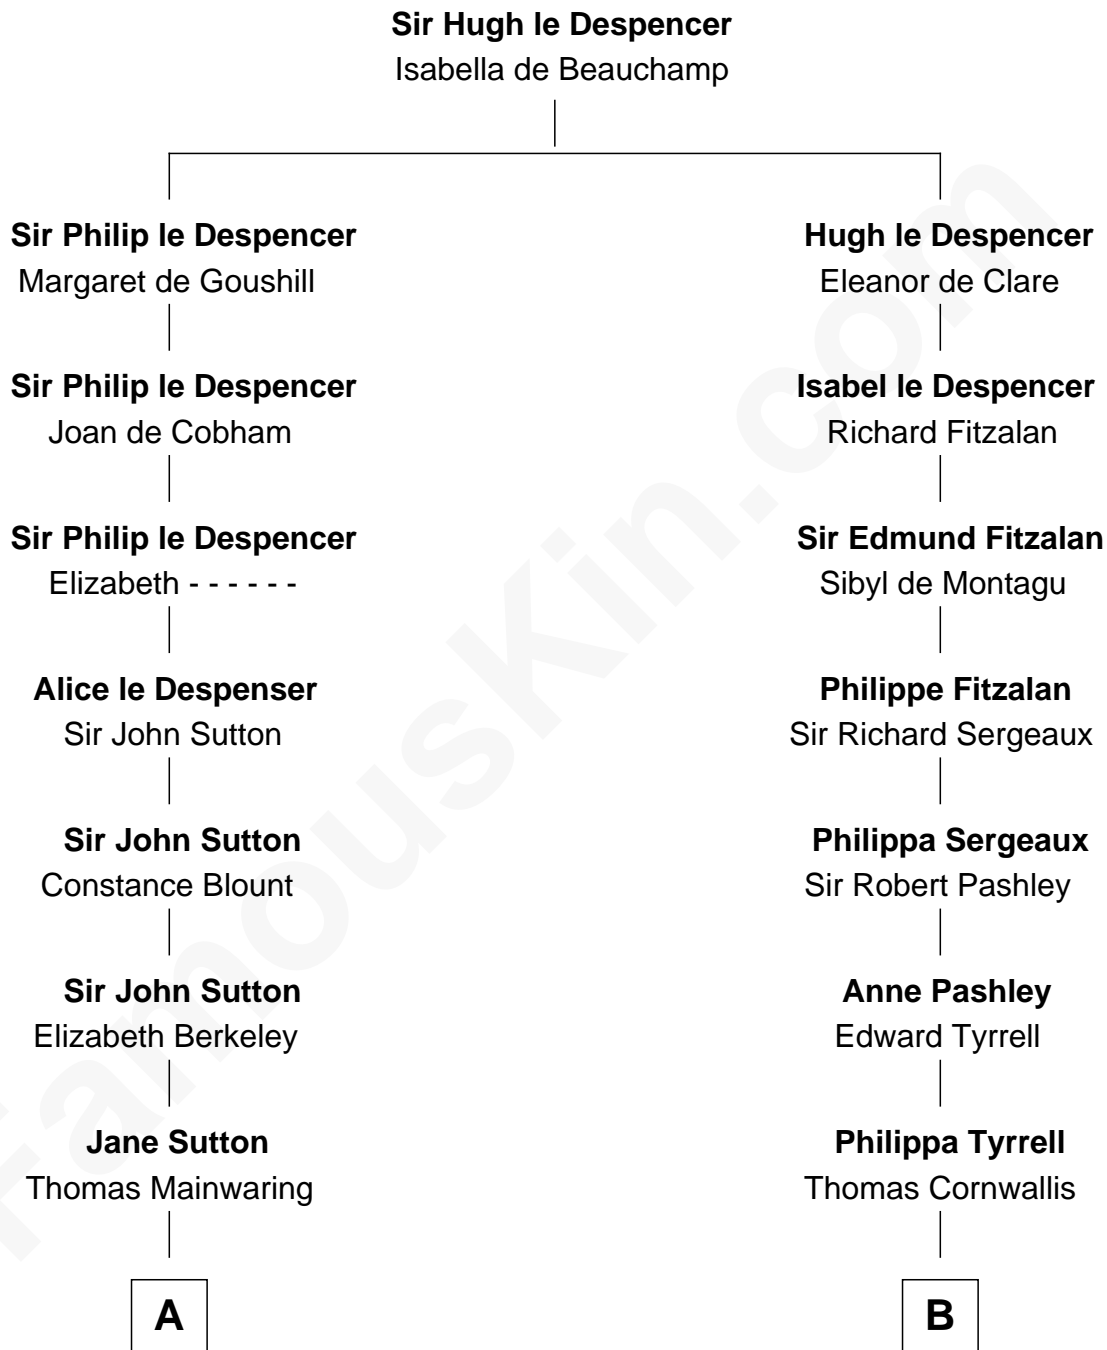 Sir Hugh le Despencer
Isabella de Beauchamp
Sir Philip le Despencer
Margaret de Goushill
Hugh le Despencer
Eleanor de Clare
Sir Philip le Despencer
Joan de Cobham
Isabel le Despencer
Richard Fitzalan
Sir Philip le Despencer
Elizabeth - - - - - -
Sir Edmund Fitzalan
Sibyl de Montagu
Alice le Despenser
Sir John Sutton
Philippe Fitzalan
Sir Richard Sergeaux
Sir John Sutton
Constance Blount
Philippa Sergeaux
Sir Robert Pashley
Sir John Sutton
Elizabeth Berkeley
Anne Pashley
Edward Tyrrell
Jane Sutton
Thomas Mainwaring
Philippa Tyrrell
Thomas Cornwallis
A
B
FamousKin.com